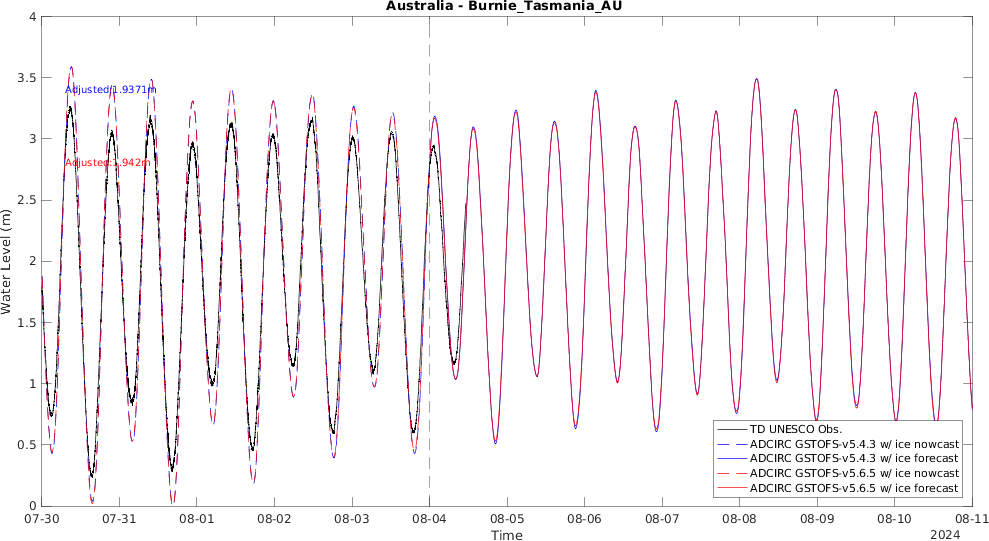 Australia - Burnie_Tasmania_AU
4
3.5
3
2.5
2
1.5
1
0.5
0
Water Level (m)
Adjusted:1.9371m
Adjusted:1.942m
TD UNESCO Obs.
ADCIRC GSTOFS-v5.4.3 w/ ice nowcast
ADCIRC GSTOFS-v5.4.3 w/ ice forecast
ADCIRC GSTOFS-v5.6.5 w/ ice nowcast
ADCIRC GSTOFS-v5.6.5 w/ ice forecast
07-30 07-31 08-01 08-02 08-03 08-04 08-05 08-06 08-07 08-08 08-09 08-10 08-11
Time
2024